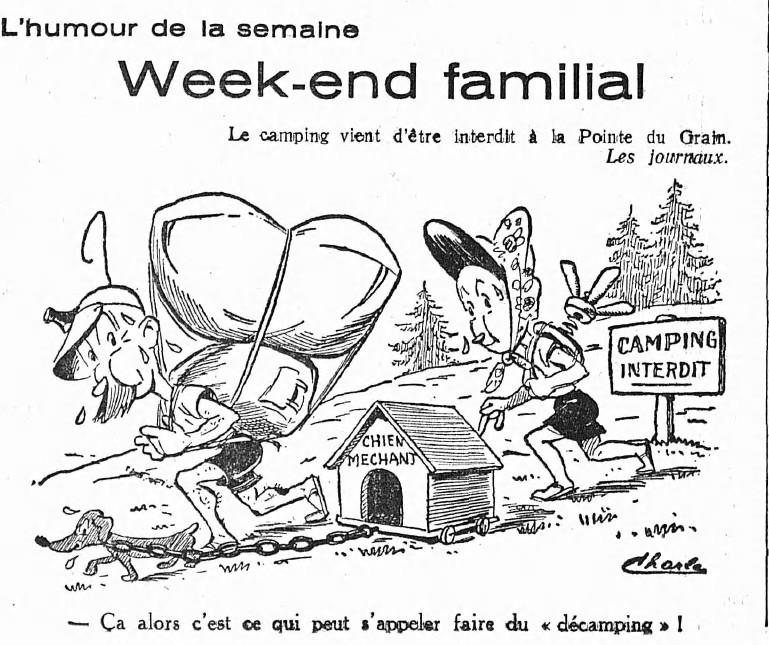 L'humour de la semaine
Week-end familial
Le camping vient d'être interdit à la Pointe du Grain.
Les journaux.
CAMPING
INTERDIT
CHIEN
MECHANT
Charles
— Ça alors c'est ce qui peut s'appeler faire du « décamping » !